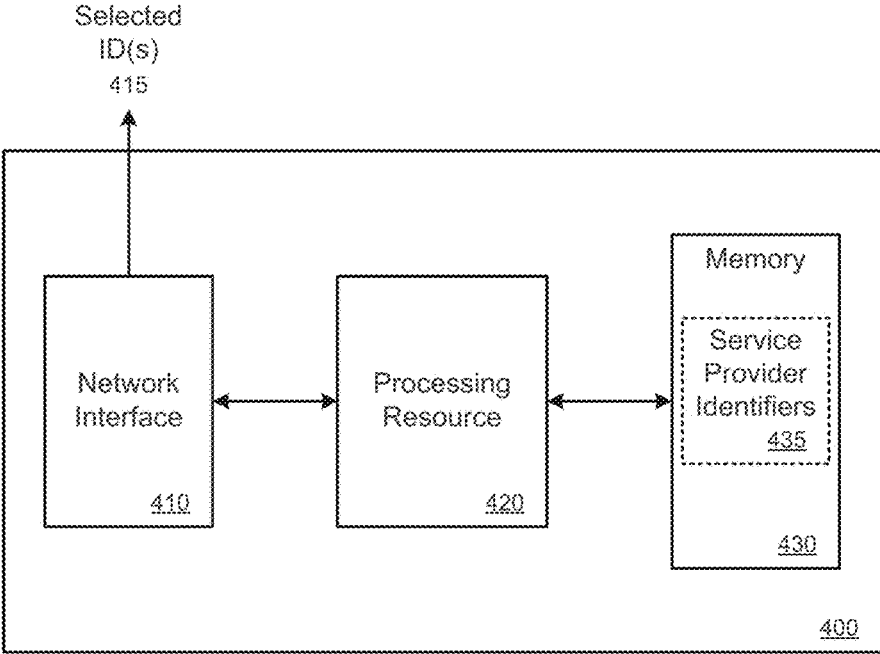 Selected
ID(s)
415
Network
Interface
410
Processing
Resource
420
Memory
Service
Provider
Identifiers
435
430
400